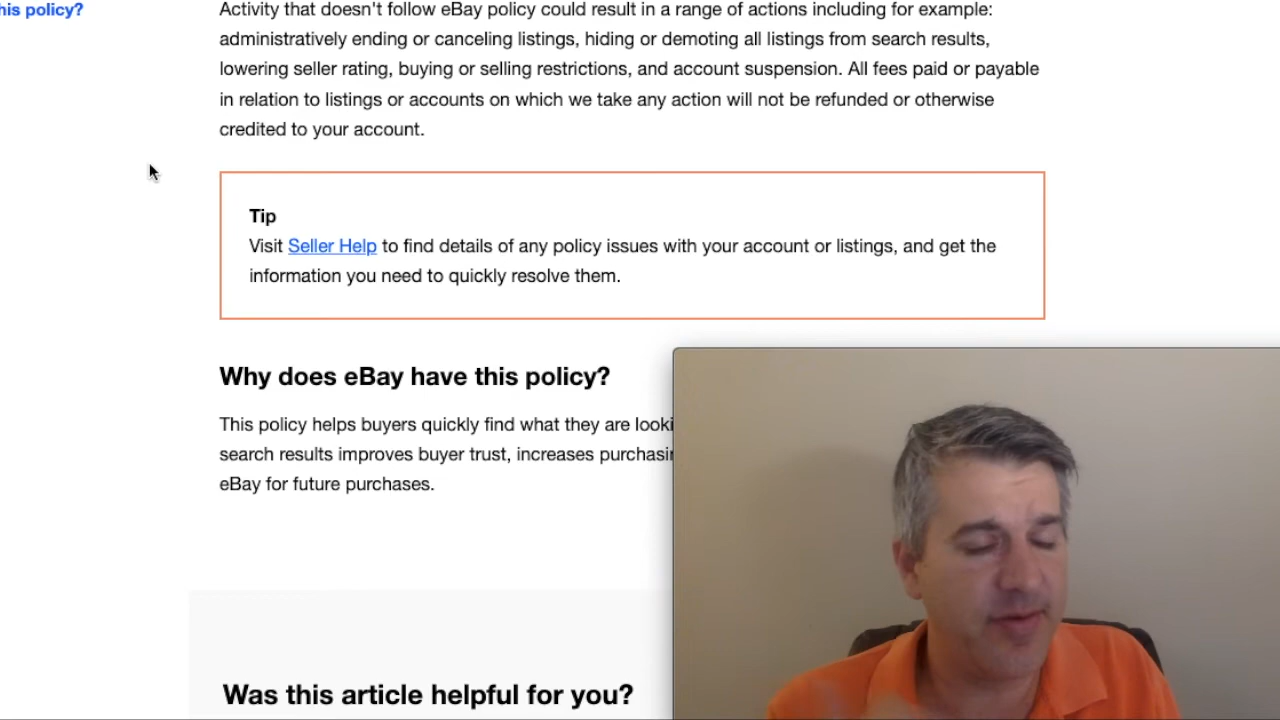 his policy?
Activity that doesn't follow eBay policy could result in a range of actions including for example:
administratively ending or canceling listings, hiding or demoting all listings from search results,
lowering seller rating, buying or selling restrictions, and account suspension. All fees paid or payable
in relation to listings or accounts on which we take any action will not be refunded or otherwise
credited to your account.
Tip
Visit Seller Help to find details of any policy issues with your account or listings, and get the
information you need to quickly resolve them.
Why does eBay have this policy?
This policy helps buyers quickly find what they are looki
search results improves buyer trust, increases purchasin
eBay for future purchases.
Was this article helpful for you?